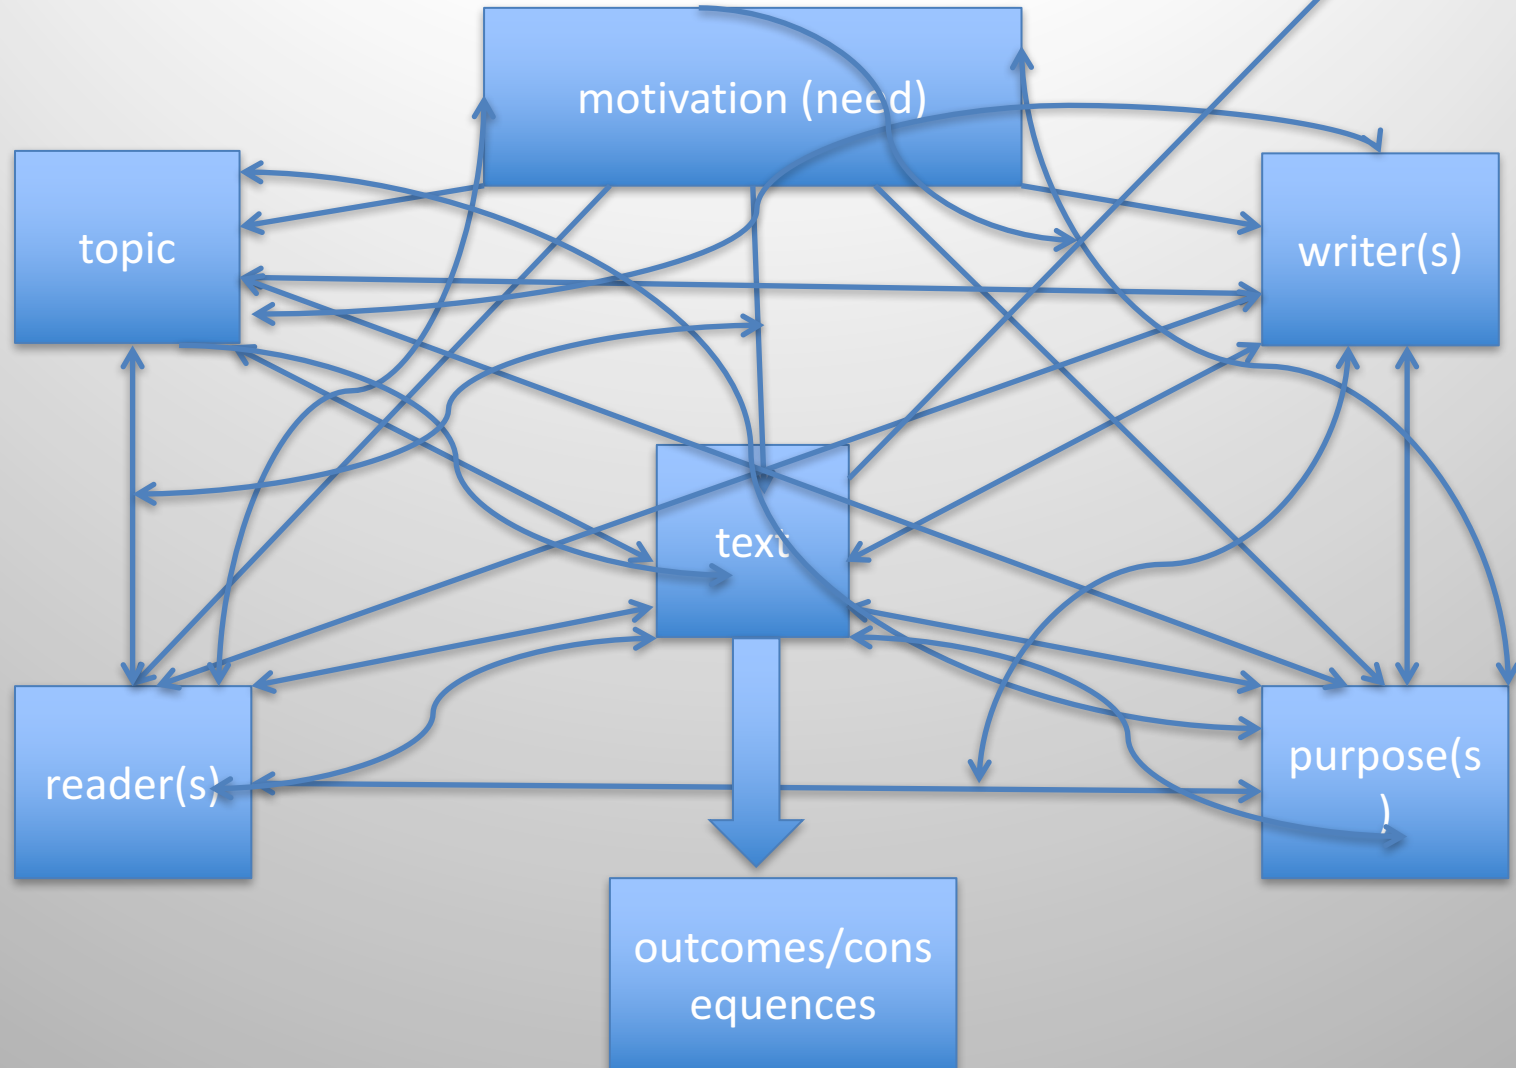 motivation (need)
topic
writer(s)
text
reader(s)
purpose(s
)
outcomes/cons
equences